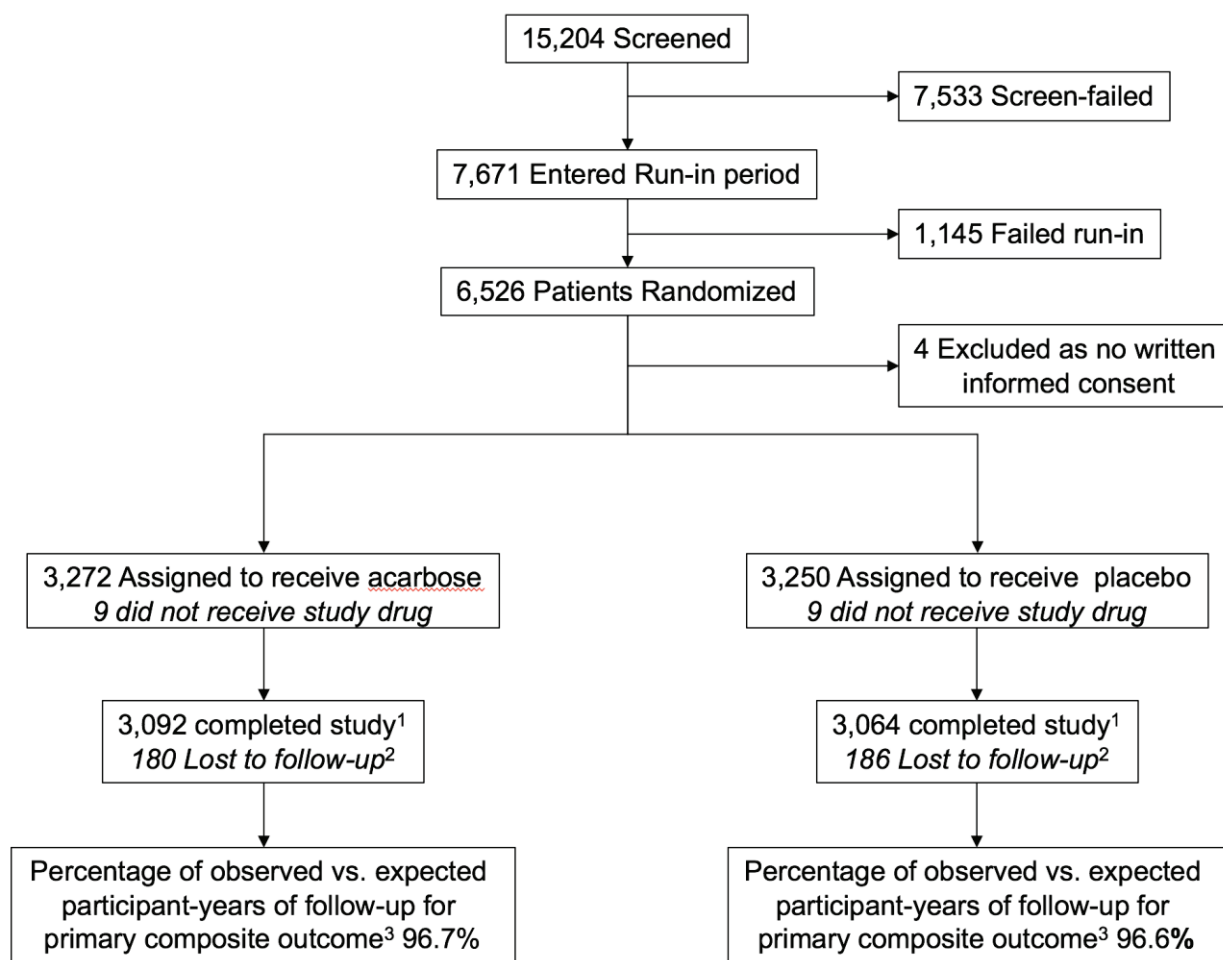 15,204 Screened
7,533 Screen-failed
7,671 Entered Run-in period
1,145 Failed run-in
6,526 Patients Randomized
4 Excluded as no written
informed consent
3,272 Assigned to receive acarbose
9 did not receive study drug
3,250 Assigned to receive placebo
9 did not receive study drug
3,092 completed study¹
180 Lost to follow-up²
3,064 completed study¹
186 Lost to follow-up²
Percentage of observed vs. expected
participant-years of follow-up for
primary composite outcome³ 96.7%
Percentage of observed vs. expected
participant-years of follow-up for
primary composite outcome³ 96.6%